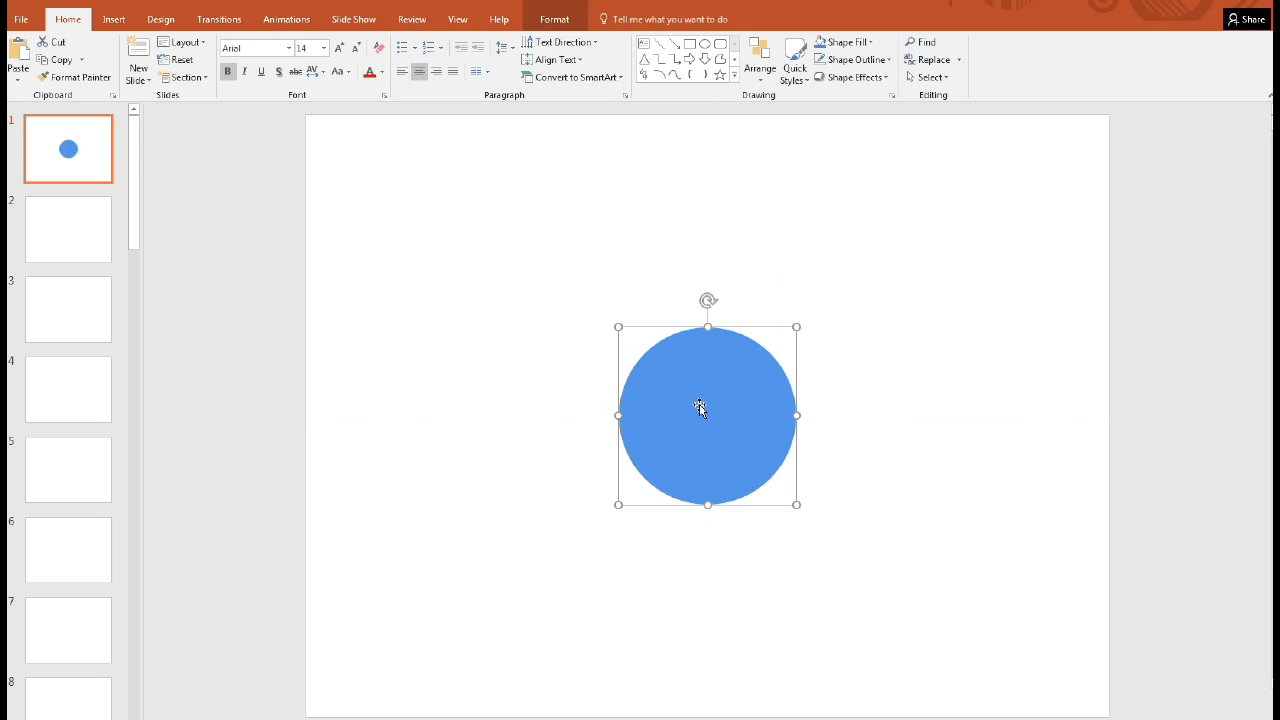 File Home Insert Design Transitions Animations Slide Show Review View Help Format Tell me what you want to do Share
Paste Cut Copy Format Painter Clipboard
New Slide Layout Reset Section Slides
Arial 14 B I U S abc AV Aa A Font
Text Direction Align Text Convert to SmartArt Paragraph
Arrange Quick Styles Shape Fill Shape Outline Shape Effects Drawing
Find Replace Select Editing
1
2
3
4
5
6
7
8